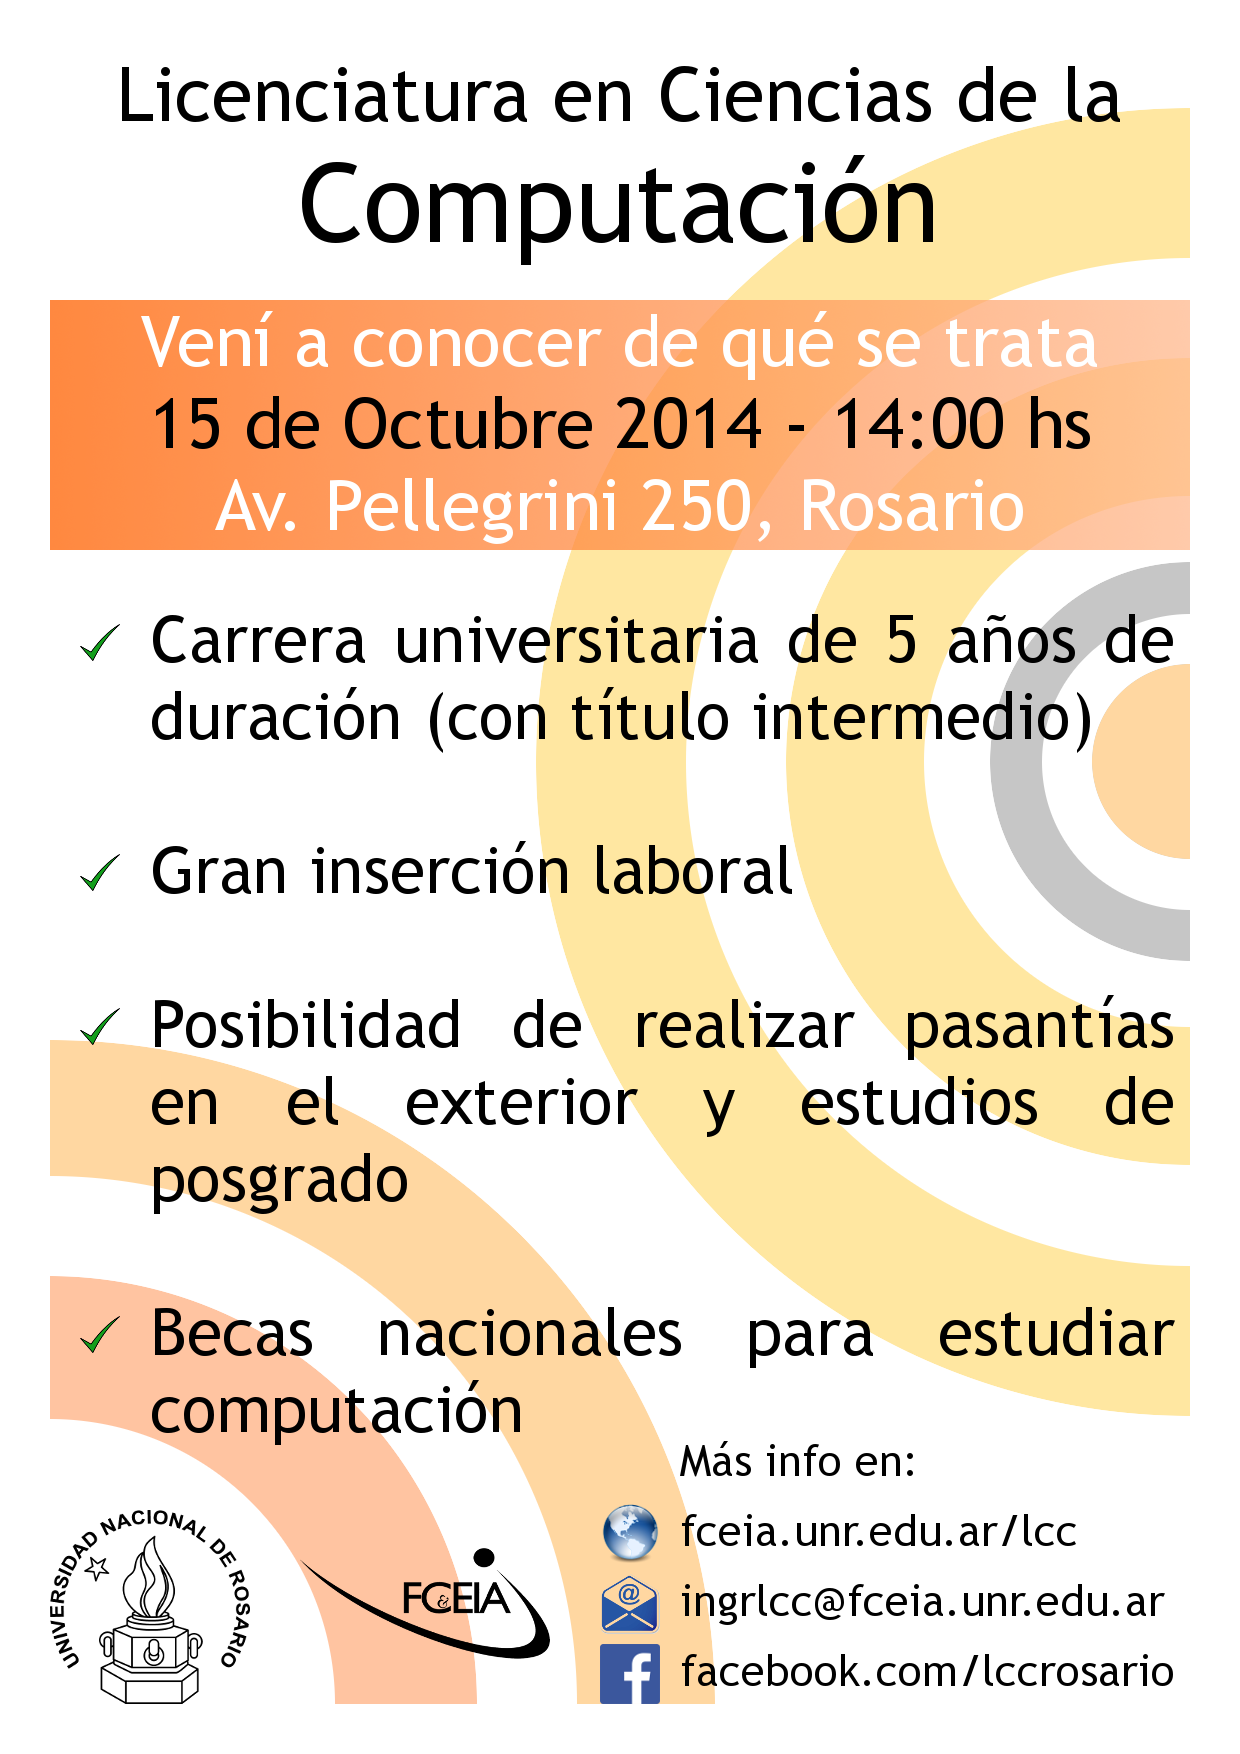 Licenciatura en Ciencias de la
Computación
Vení a conocer de qué se trata
15 de Octubre 2014 - 14:00 hs
Av. Pellegrini 250, Rosario
Carrera universitaria de 5 años de
duración (con título intermedio)
Gran inserción laboral
Posibilidad de realizar pasantías
en el exterior y estudios de
posgrado
Becas nacionales para estudiar
computación
Más info en:
fceia.unr.edu.ar/lcc
ingrlcc@fceia.unr.edu.ar
facebook.com/lccrosario
UNIVERSIDAD NACIONAL DE ROSARIO
FC&EIA